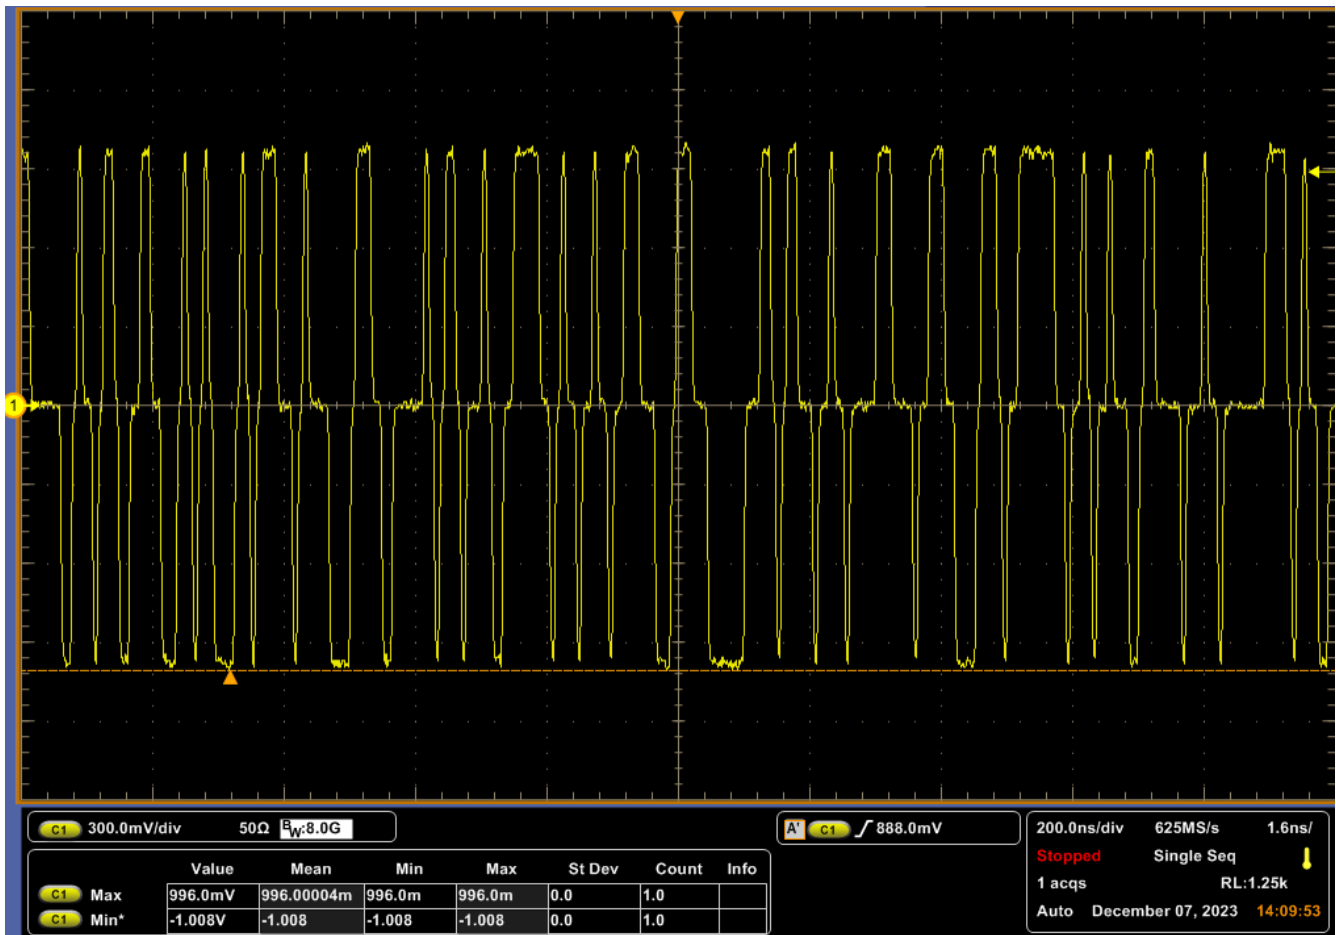 1
C1 300.0mV/div 50Ω BW:8.0G
A' C1 888.0mV
200.0ns/div 625MS/s 1.6ns/
Stopped Single Seq
1 acqs RL:1.25k
Auto December 07, 2023 14:09:53
Value Mean Min Max St Dev Count Info
C1 Max 996.0mV 996.00004m 996.0m 996.0m 0.0 1.0
C1 Min* -1.008V -1.008 -1.008 -1.008 0.0 1.0